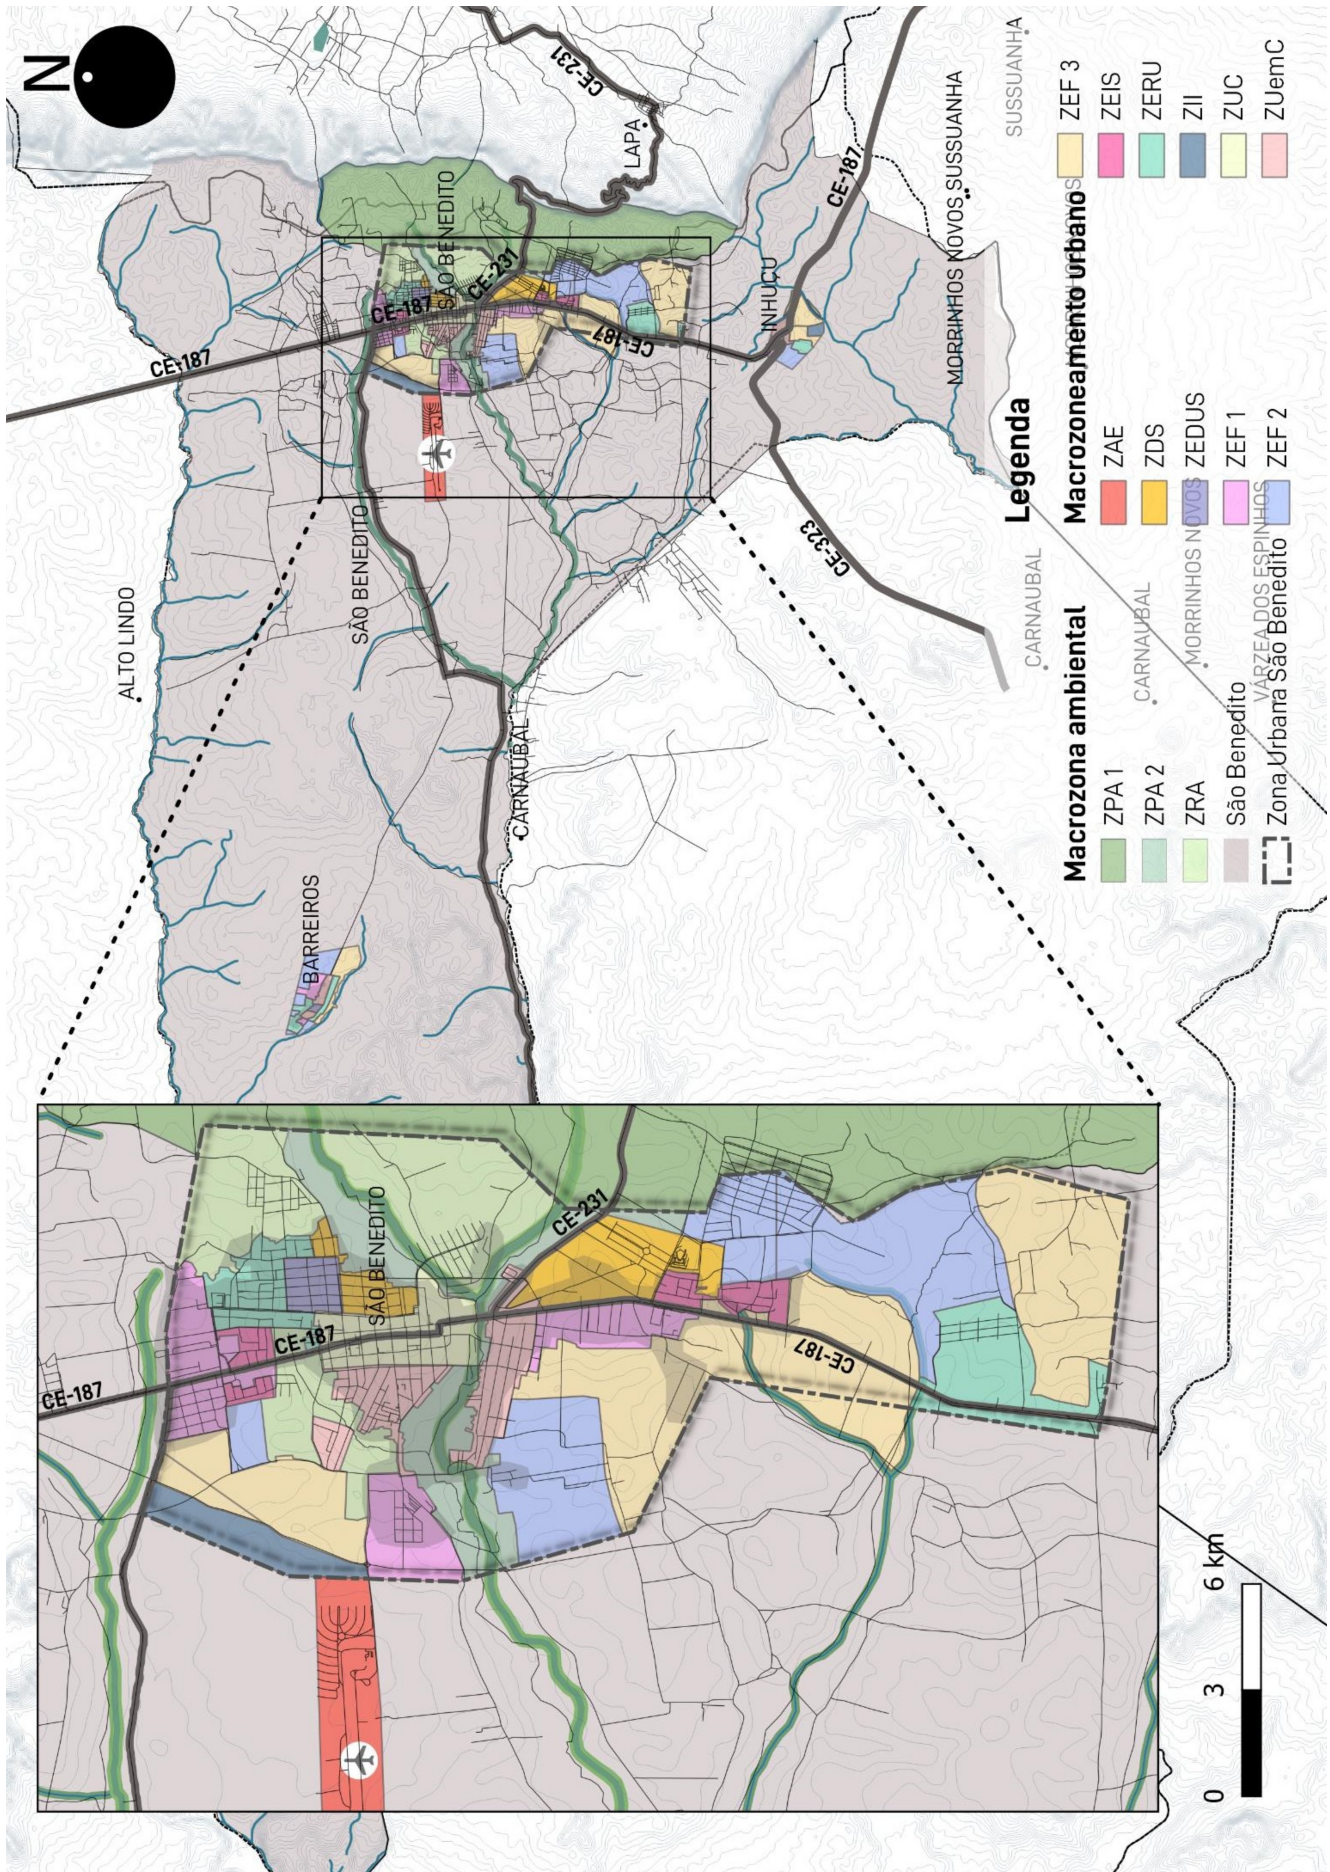 N
CE-231
LAPA
SUSSUANHA
CE-187
SÃO BENEDITO
CE-231
CE-187
CE-187
INHUÇU
CE-187
MORRINHOS NOVOS SUSSUANHA
ALTO LINDO
SÃO BENEDITO
CE-323
CARNAUBAL
BARREIROS
CARNAUBAL
CARNAUBAL
MORRINHOS NOVOS
VÁRZEA DOS ESPINHOS
Legenda
Macrozona ambiental
ZPA 1
ZPA 2
ZRA
São Benedito
Zona Urbana São Benedito
Macrozoneamento urbano
ZAE
ZDS
ZEDUS
ZEF 1
ZEF 2
ZEF 3
ZEIS
ZERU
ZII
ZUC
ZUemC
CE-187
CE-187
SÃO BENEDITO
CE-231
CE-187
0 3 6 km